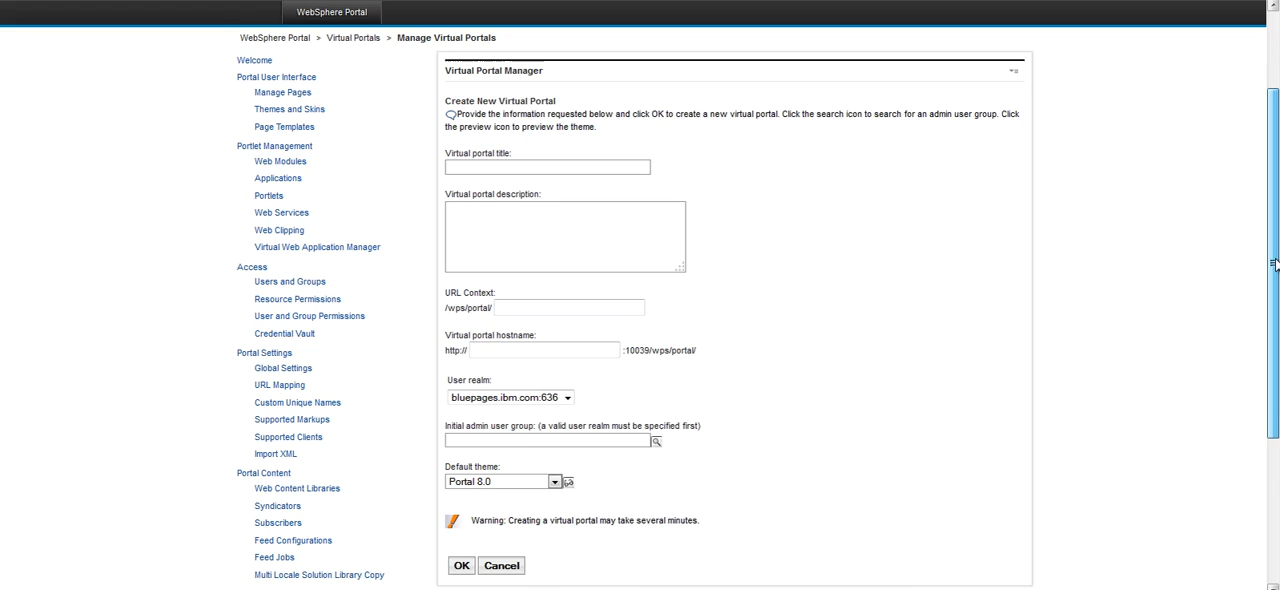 WebSphere Portal
WebSphere Portal > Virtual Portals > Manage Virtual Portals
Welcome
Portal User Interface
Manage Pages
Themes and Skins
Page Templates
Portlet Management
Web Modules
Applications
Portlets
Web Services
Web Clipping
Virtual Web Application Manager
Access
Users and Groups
Resource Permissions
User and Group Permissions
Credential Vault
Portal Settings
Global Settings
URL Mapping
Custom Unique Names
Supported Markups
Supported Clients
Import XML
Portal Content
Web Content Libraries
Syndicators
Subscribers
Feed Configurations
Feed Jobs
Multi Locale Solution Library Copy
Virtual Portal Manager
Create New Virtual Portal
Provide the information requested below and click OK to create a new virtual portal. Click the search icon to search for an admin user group. Click
the preview icon to preview the theme.
Virtual portal title:
Virtual portal description:
URL Context:
/wps/portal/
Virtual portal hostname:
http:// :10039/wps/portal/
User realm:
bluepages.ibm.com:636
Initial admin user group: (a valid user realm must be specified first)
Default theme:
Portal 8.0
Warning: Creating a virtual portal may take several minutes.
OK Cancel